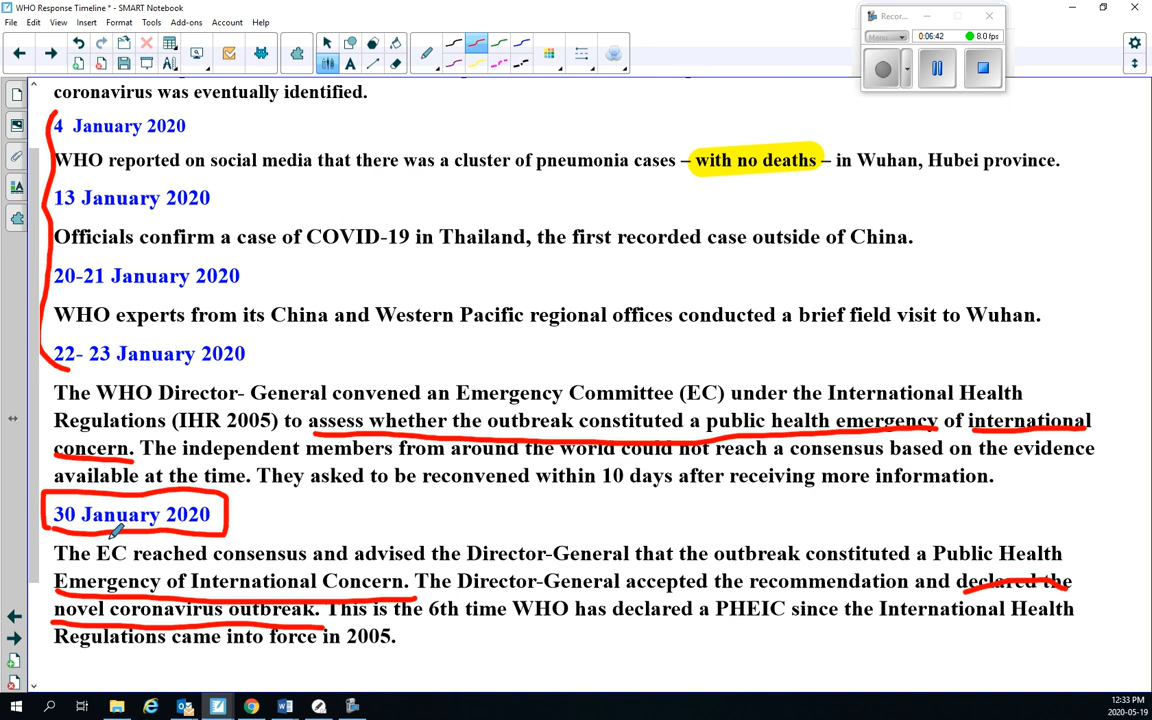 WHO Response Timeline * - SMART Notebook
File Edit View Insert Format Tools Add-ons Account Help
Recor...
Menu
0:06:42
8.0 fps
coronavirus was eventually identified.
4 January 2020
WHO reported on social media that there was a cluster of pneumonia cases – with no deaths – in Wuhan, Hubei province.
13 January 2020
Officials confirm a case of COVID-19 in Thailand, the first recorded case outside of China.
20-21 January 2020
WHO experts from its China and Western Pacific regional offices conducted a brief field visit to Wuhan.
22- 23 January 2020
The WHO Director- General convened an Emergency Committee (EC) under the International Health
Regulations (IHR 2005) to assess whether the outbreak constituted a public health emergency of international
concern. The independent members from around the world could not reach a consensus based on the evidence
available at the time. They asked to be reconvened within 10 days after receiving more information.
30 January 2020
The EC reached consensus and advised the Director-General that the outbreak constituted a Public Health
Emergency of International Concern. The Director-General accepted the recommendation and declared the
novel coronavirus outbreak. This is the 6th time WHO has declared a PHEIC since the International Health
Regulations came into force in 2005.
12:33 PM
2020-05-19